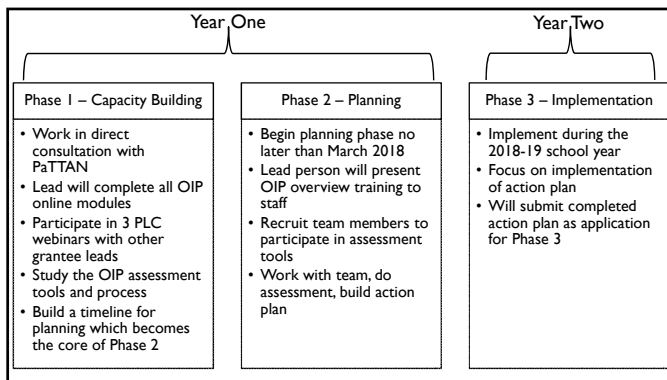 Year One
Year Two
Phase 1 – Capacity Building
• Work in direct
consultation with
PaTTAN
• Lead will complete all OIP
online modules
• Participate in 3 PLC
webinars with other
grantee leads
• Study the OIP assessment
tools and process
• Build a timeline for
planning which becomes
the core of Phase 2
Phase 2 - Planning
• Begin planning phase no
later than March 2018
• Lead person will present
OIP overview training to
staff
• Recruit team members to
participate in assessment
tools
• Work with team, do
assessment, build action
plan
Phase 3 – Implementation
• Implement during the
2018-19 school year
• Focus on implementation
of action plan
• Will submit completed
action plan as application
for Phase 3